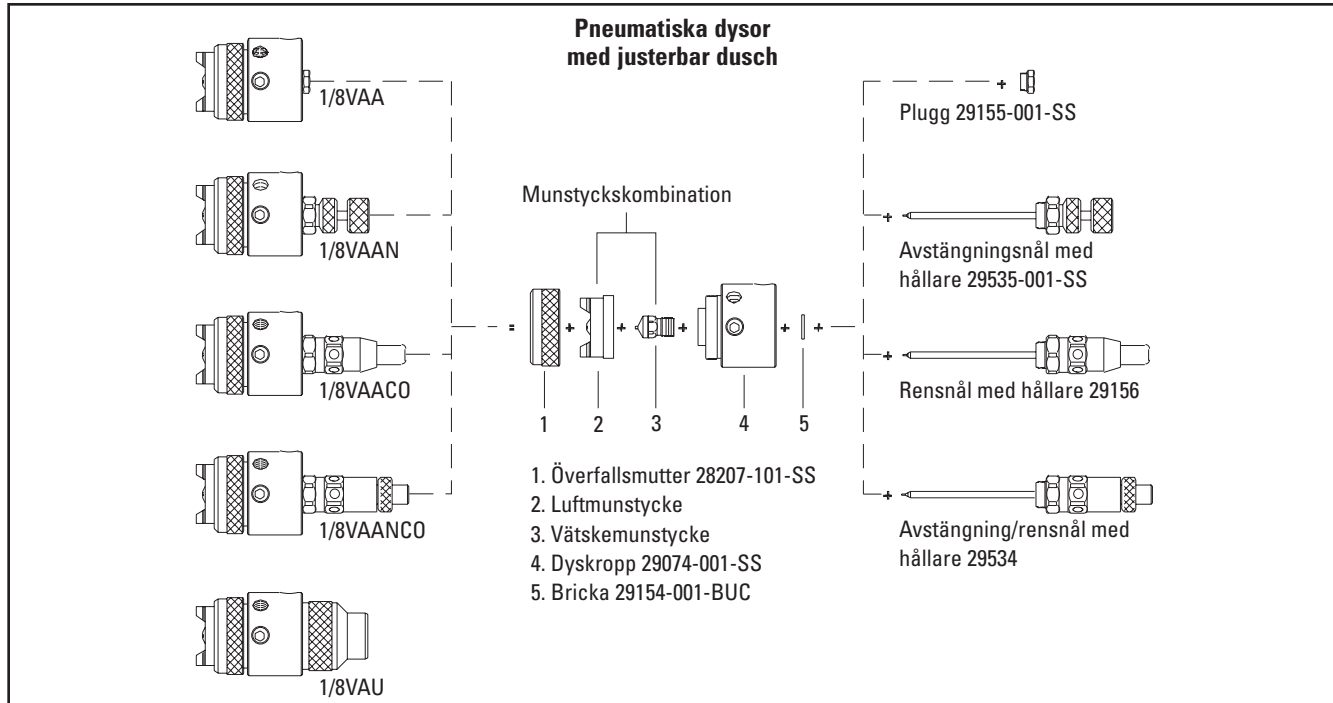 Pneumatiska dysor
med justerbar dusch
1/8VAA
1/8VAAN
1/8VAACO
1/8VAANCO
1/8VAU
Munstyckskombination
= + + + + +
1 2 3 4 5
1. Överfallsmutter 28207-101-SS
2. Luftmunstycke
3. Vätskemunstycke
4. Dyskropp 29074-001-SS
5. Bricka 29154-001-BUC
+
Plugg 29155-001-SS
+
Avstängningsnål med
hållare 29535-001-SS
+
Rensnål med hållare 29156
+
Avstängning/rensnål med
hållare 29534